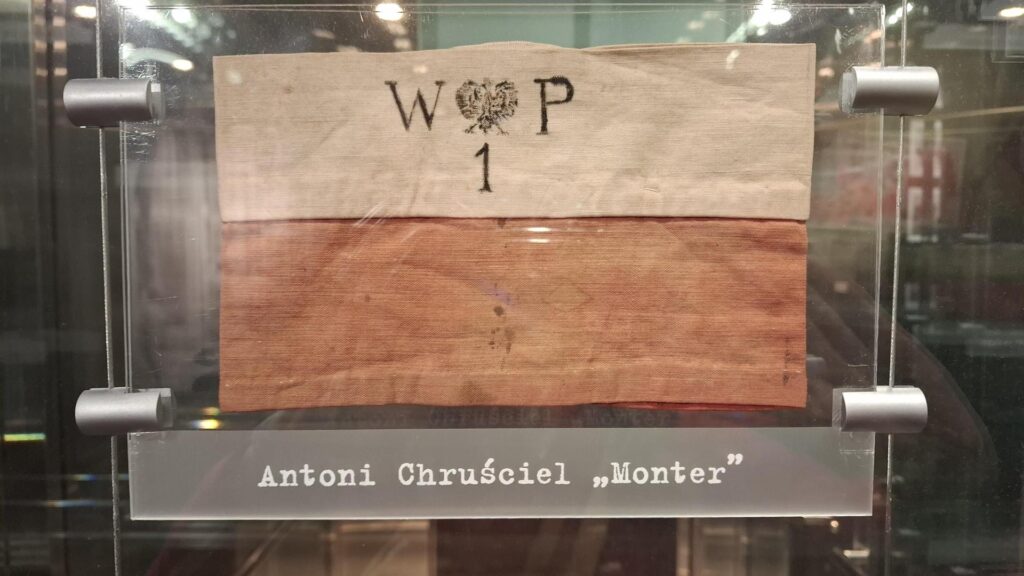 W P
1
Antoni Chruściel „Monter”